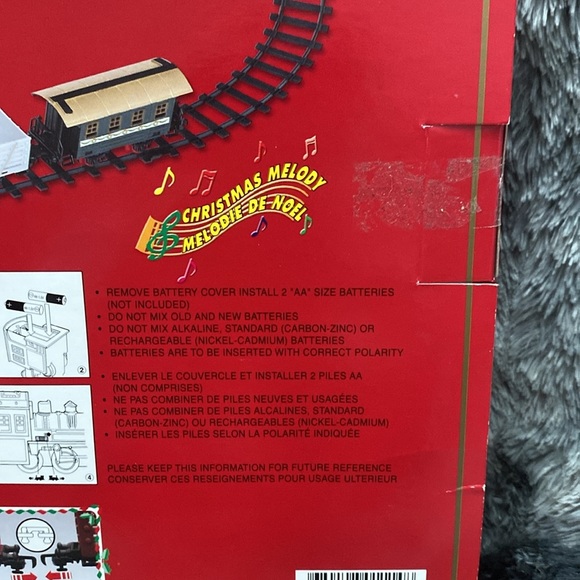 CHRISTMAS MELODY
MELODIE DE NOEL
• REMOVE BATTERY COVER INSTALL 2 "AA" SIZE BATTERIES
(NOT INCLUDED)
• DO NOT MIX OLD AND NEW BATTERIES
• DO NOT MIX ALKALINE, STANDARD (CARBON-ZINC) OR
RECHARGEABLE (NICKEL-CADMIUM) BATTERIES
• BATTERIES ARE TO BE INSERTED WITH CORRECT POLARITY
2
• ENLEVER LE COUVERCLE ET INSTALLER 2 PILES AA
(NON COMPRISES)
• NE PAS COMBINER DE PILES NEUVES ET USAGÉES
• NE PAS COMBINER DE PILES ALCALINES, STANDARD
(CARBON-ZINC) OU RECHARGEABLES (NICKEL-CADMIUM)
• INSÉRER LES PILES SELON LA POLARITÉ INDIQUÉE
4
PLEASE KEEP THIS INFORMATION FOR FUTURE REFERENCE
CONSERVER CES RESEIGNEMENTS POUR USAGE ULTERIEUR